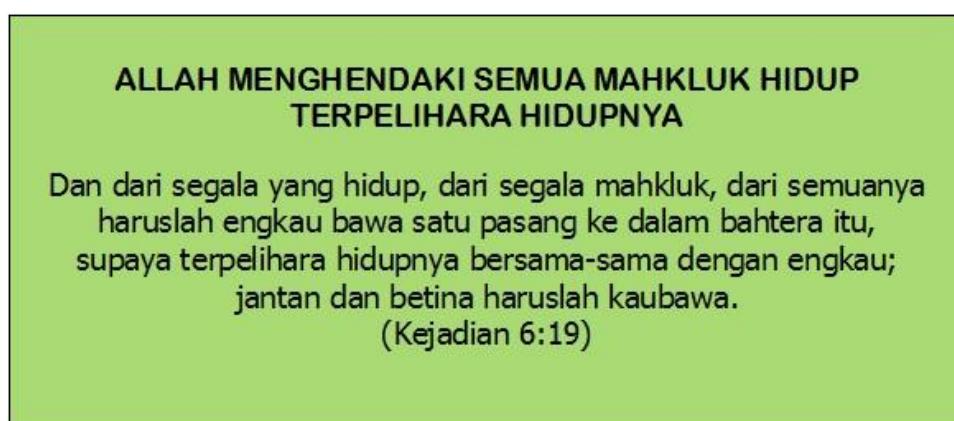 ALLAH MENGHENDAKI SEMUA MAHKLUK HIDUP
TERPELIHARA HIDUPNYA
Dan dari segala yang hidup, dari segala mahkluk, dari semuanya
haruslah engkau bawa satu pasang ke dalam bahtera itu,
supaya terpelihara hidupnya bersama-sama dengan engkau;
jantan dan betina haruslah kaubawa.
(Kejadian 6:19)